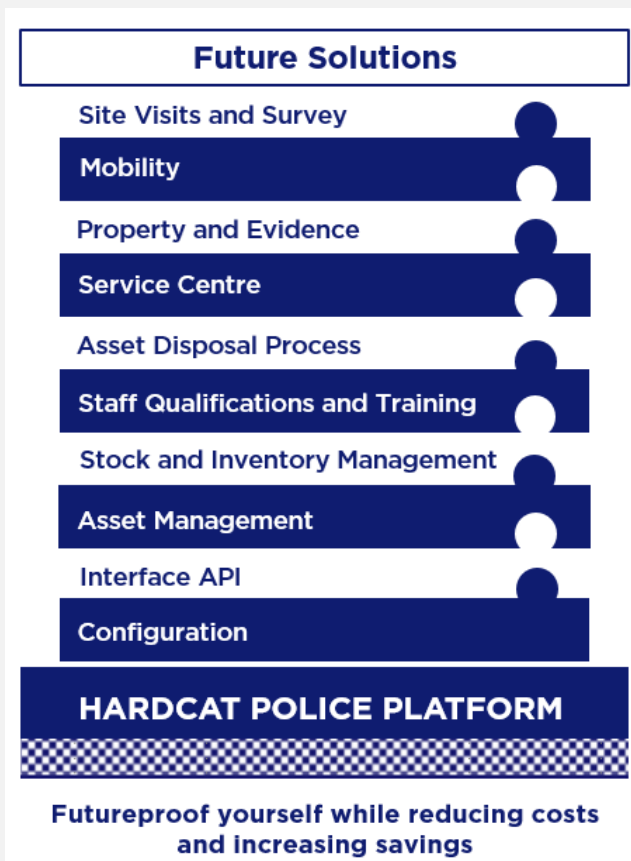 Future Solutions
Site Visits and Survey
Mobility
Property and Evidence
Service Centre
Asset Disposal Process
Staff Qualifications and Training
Stock and Inventory Management
Asset Management
Interface API
Configuration
HARDCAT POLICE PLATFORM
Futureproof yourself while reducing costs
and increasing savings